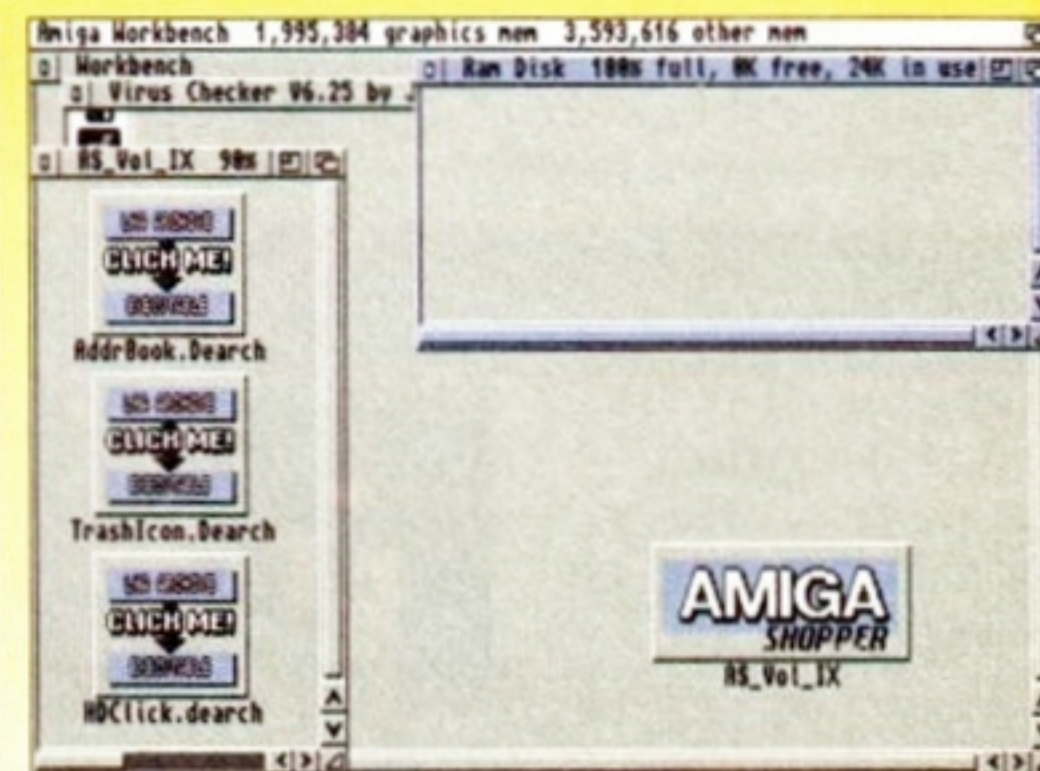 Amiga Workbench 1,995,384 graphics mem 3,593,616 other mem
Workbench
Ram Disk 100% full, 0K free, 24K in use
Virus Checker V6.25 by
AS_Vol_IX 90%
CLICK ME!
AddrBook.Dearch
CLICK ME!
TrashIcon.Dearch
CLICK ME!
HDClick.dearch
AMIGA
SHOPPER
AS_Vol_IX